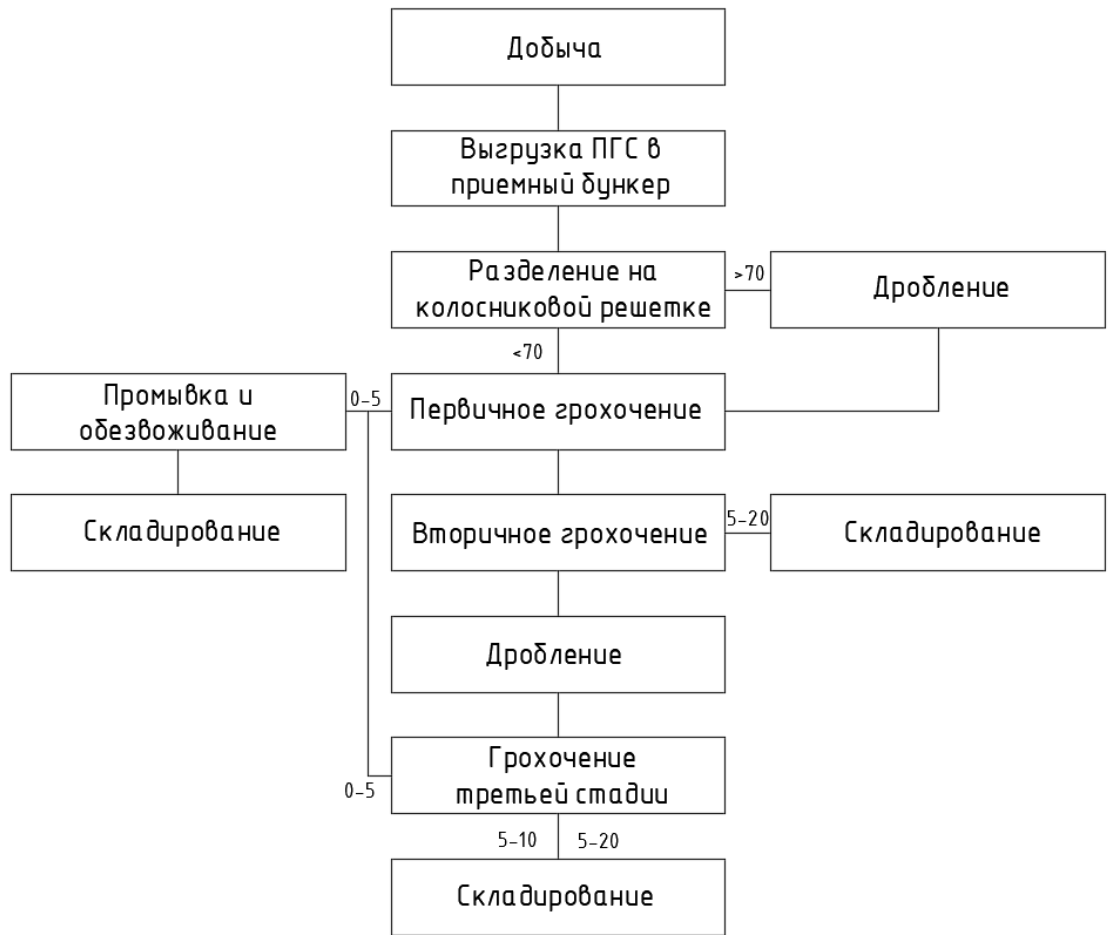 Добыча
Выгрузка ПГС в
приемный бункер
Разделение на
колосниковой решетке
>70
Дробление
<70
Промывка и
обезвоживание
0-5
Первичное грохочение
Складирование
Вторичное грохочение
5-20
Складирование
Дробление
Грохочение
третьей стадии
0-5
5-10
5-20
Складирование